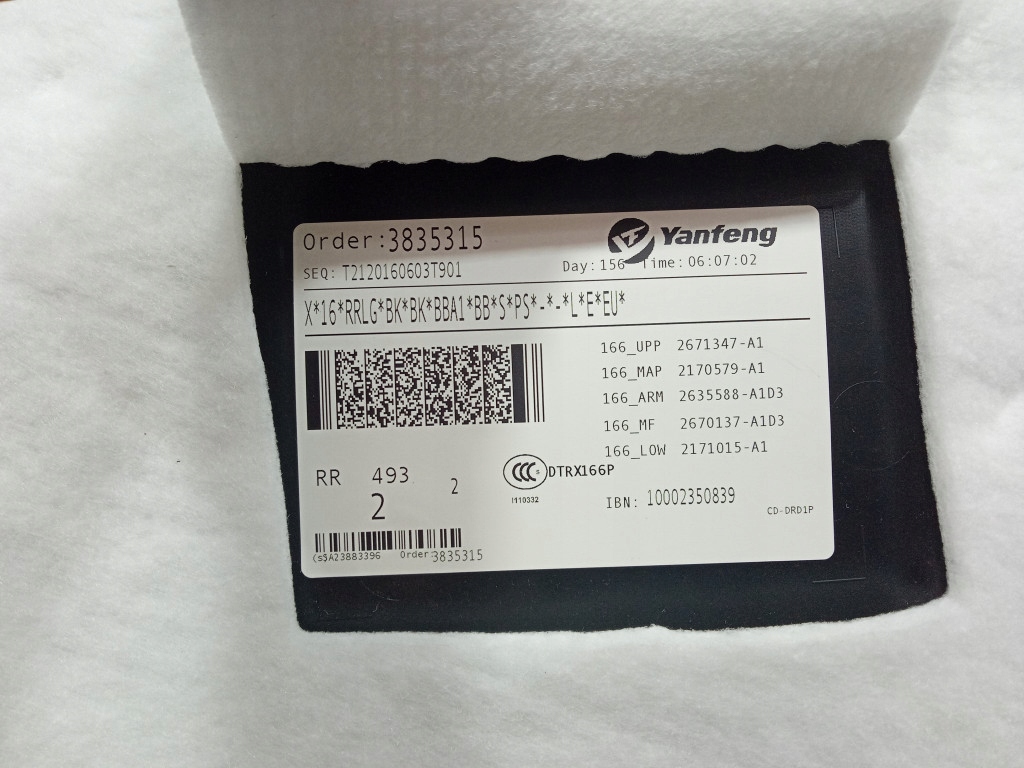 Order:3835315
Yanfeng
SEQ: T2120160603T901
Day:156 Time:06:07:02
X*16*RRLG*BK*BK*BBA1*BB*S*PS*-*-*L*E*EU*
166_UPP 2671347-A1
166_MAP 2170579-A1
166_ARM 2635588-A1D3
166_MF 2670137-A1D3
166_LOW 2171015-A1
RR 493 2
2
CCC S DTRX166P
I110332
IBN: 10002350839
CD-DRD1P
(s5A23883396 Order:3835315